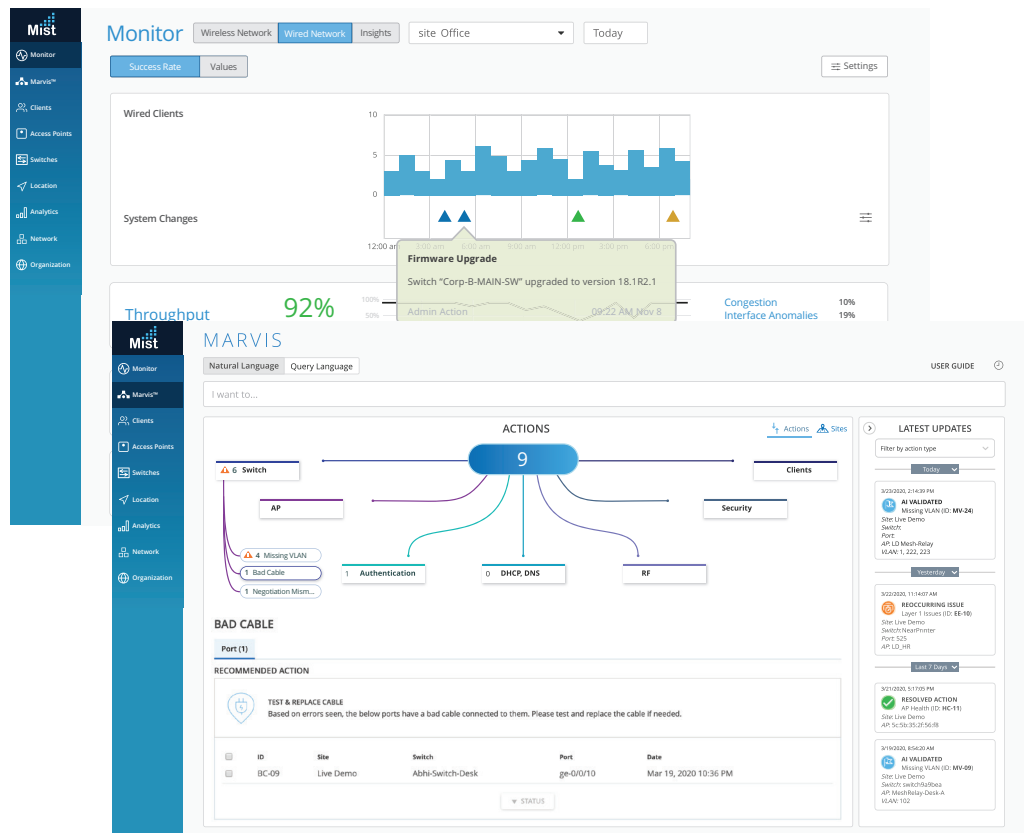 Mist
Monitor
Marvis™
Clients
Access Points
Switches
Location
Analytics
Network
Organization
Monitor
Wireless Network
Wired Network
Insights
site Office
Today
Success Rate
Values
Settings
Wired Clients
10
5
0
System Changes
12:00 am 3:00 am 6:00 am 9:00 am 12:00 pm 3:00 pm 6:00 pm
Firmware Upgrade
Switch “Corp-B-MAIN-SW” upgraded to version 18.1R2.1
Admin Action 09:22 AM Nov 8
Throughput
92%
100%
50%
Congestion 10%
Interface Anomalies 19%
Mist
Monitor
Marvis™
Clients
Access Points
Switches
Location
Analytics
Network
Organization
MARVIS
Natural Language
Query Language
USER GUIDE
I want to...
ACTIONS
Actions
Sites
9
6 Switch
Clients
AP
Security
4 Missing VLAN
1 Bad Cable
1 Negotiation Mism...
1 Authentication
0 DHCP, DNS
RF
BAD CABLE
Port (1)
RECOMMENDED ACTION
TEST & REPLACE CABLE
Based on errors seen, the below ports have a bad cable connected to them. Please test and replace the cable if needed.
ID Site Switch Port Date
BC-09 Live Demo Abhi-Switch-Desk ge-0/0/10 Mar 19, 2020 10:36 PM
STATUS
LATEST UPDATES
Filter by action type
Today
3/23/2020, 2:14:39 PM
AI VALIDATED
Missing VLAN (ID: MV-24)
Site: Live Demo
Switch:
Port:
AP: LD Mesh-Relay
VLAN: 1, 222, 223
Yesterday
3/22/2020, 11:14:07 AM
REOCCURRING ISSUE
Layer 1 Issues (ID: EE-10)
Site: Live Demo
Switch: NearPrinter
Port: 525
AP: LD_HR
Last 7 Days
3/21/2020, 5:17:05 PM
RESOLVED ACTION
AP Health (ID: HC-11)
Site: Live Demo
AP: 5c:5b:35:2f:56:f8
3/19/2020, 8:54:20 AM
AI VALIDATED
Missing VLAN (ID: MV-09)
Site: Live Demo
Switch: switch9a9bea
AP: MeshRelay-Desk-A
VLAN: 102